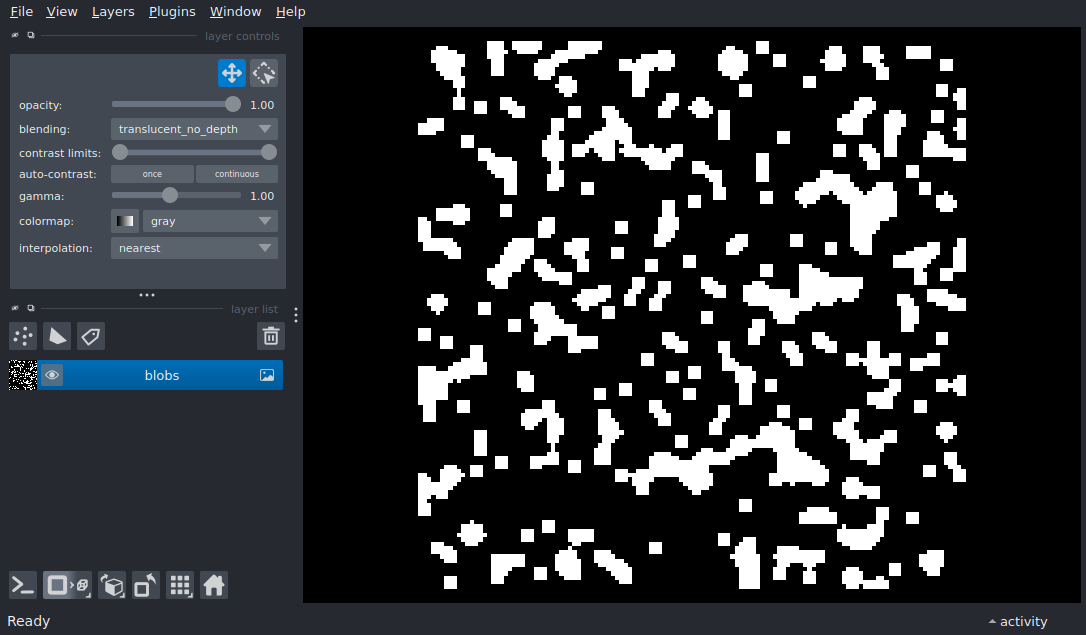 File View Layers Plugins Window Help
layer controls
opacity: 1.00
blending: translucent_no_depth
contrast limits:
auto-contrast: once continuous
gamma: 1.00
colormap: gray
interpolation: nearest
layer list
blobs
Ready activity